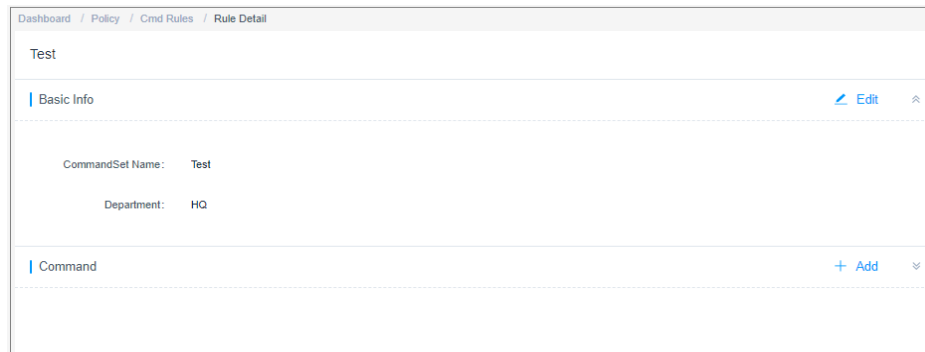 Dashboard / Policy / Cmd Rules / Rule Detail
Test
Basic Info Edit
CommandSet Name: Test
Department: HQ
Command + Add